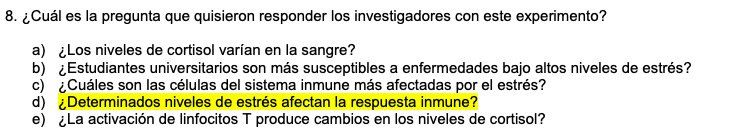 8. ¿Cuál es la pregunta que quisieron responder los investigadores con este experimento?
a) ¿Los niveles de cortisol varían en la sangre?
b) ¿Estudiantes universitarios son más susceptibles a enfermedades bajo altos niveles de estrés?
c) ¿Cuáles son las células del sistema inmune más afectadas por el estrés?
d) ¿Determinados niveles de estrés afectan la respuesta inmune?
e) ¿La activación de linfocitos T produce cambios en los niveles de cortisol?